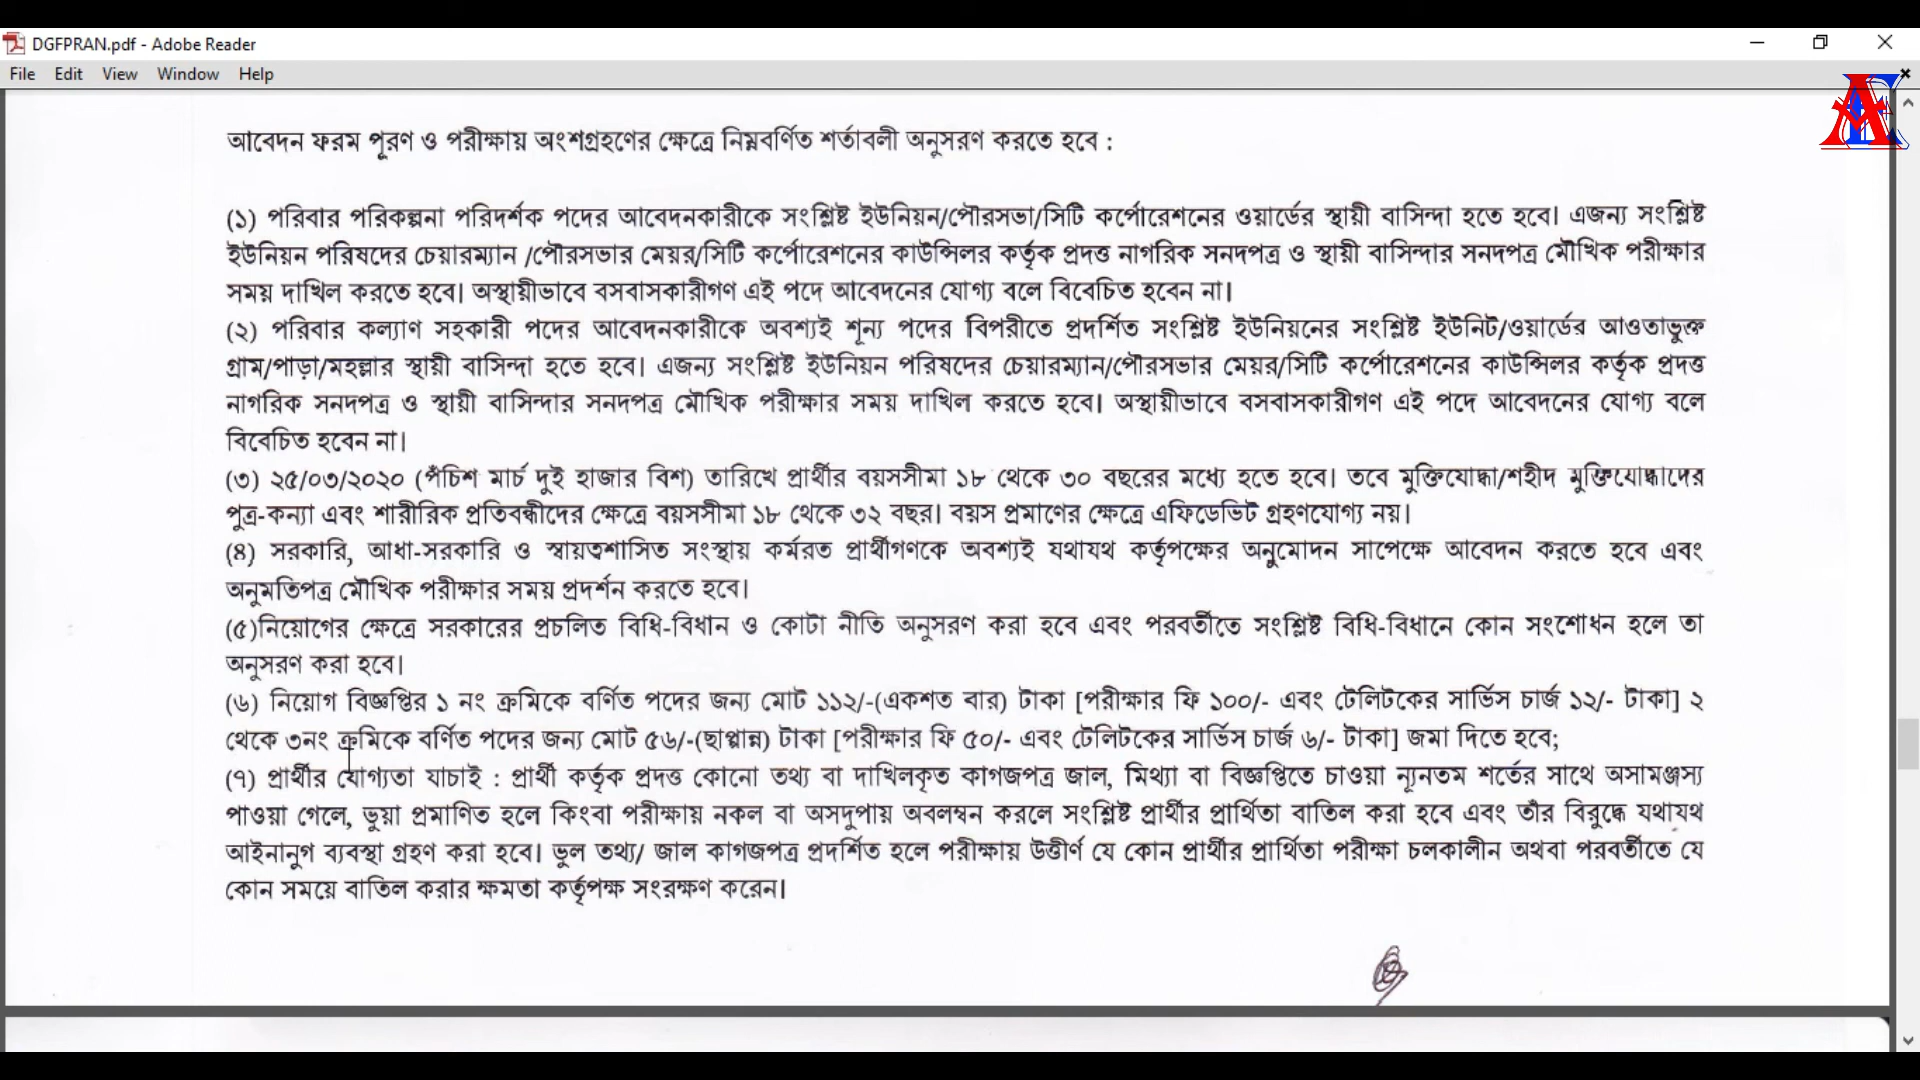 DGFPRAN.pdf - Adobe Reader
File Edit View Window Help
আবেদন ফরম পূরণ ও পরীক্ষায় অংশগ্রহণের ক্ষেত্রে নিম্নবর্ণিত শর্তাবলী অনুসরণ করতে হবে :
(১) পরিবার পরিকল্পনা পরিদর্শক পদের আবেদনকারীকে সংশ্লিষ্ট ইউনিয়ন/পৌরসভা/সিটি কর্পোরেশনের ওয়ার্ডের স্থায়ী বাসিন্দা হতে হবে। এজন্য সংশ্লিষ্ট
ইউনিয়ন পরিষদের চেয়ারম্যান /পৌরসভার মেয়র/সিটি কর্পোরেশনের কাউন্সিলর কর্তৃক প্রদত্ত নাগরিক সনদপত্র ও স্থায়ী বাসিন্দার সনদপত্র মৌখিক পরীক্ষার
সময় দাখিল করতে হবে। অস্থায়ীভাবে বসবাসকারীগণ এই পদে আবেদনের যোগ্য বলে বিবেচিত হবেন না।
(২) পরিবার কল্যাণ সহকারী পদের আবেদনকারীকে অবশ্যই শূন্য পদের বিপরীতে প্রদর্শিত সংশ্লিষ্ট ইউনিয়নের সংশ্লিষ্ট ইউনিট/ওয়ার্ডের আওতাভুক্ত
গ্রাম/পাড়া/মহল্লার স্থায়ী বাসিন্দা হতে হবে। এজন্য সংশ্লিষ্ট ইউনিয়ন পরিষদের চেয়ারম্যান/পৌরসভার মেয়র/সিটি কর্পোরেশনের কাউন্সিলর কর্তৃক প্রদত্ত
নাগরিক সনদপত্র ও স্থায়ী বাসিন্দার সনদপত্র মৌখিক পরীক্ষার সময় দাখিল করতে হবে। অস্থায়ীভাবে বসবাসকারীগণ এই পদে আবেদনের যোগ্য বলে
বিবেচিত হবেন না।
(৩) ২৫/০৩/২০২০ (পঁচিশ মার্চ দুই হাজার বিশ) তারিখে প্রার্থীর বয়সসীমা ১৮ থেকে ৩০ বছরের মধ্যে হতে হবে। তবে মুক্তিযোদ্ধা/শহীদ মুক্তিযোদ্ধাদের
পুত্র-কন্যা এবং শারীরিক প্রতিবন্ধীদের ক্ষেত্রে বয়সসীমা ১৮ থেকে ৩২ বছর। বয়স প্রমাণের ক্ষেত্রে এফিডেভিট গ্রহণযোগ্য নয়।
(৪) সরকারি, আধা-সরকারি ও স্বায়ত্বশাসিত সংস্থায় কর্মরত প্রার্থীগণকে অবশ্যই যথাযথ কর্তৃপক্ষের অনুমোদন সাপেক্ষে আবেদন করতে হবে এবং
অনুমতিপত্র মৌখিক পরীক্ষার সময় প্রদর্শন করতে হবে।
(৫)নিয়োগের ক্ষেত্রে সরকারের প্রচলিত বিধি-বিধান ও কোটা নীতি অনুসরণ করা হবে এবং পরবর্তীতে সংশ্লিষ্ট বিধি-বিধানে কোন সংশোধন হলে তা
অনুসরণ করা হবে।
(৬) নিয়োগ বিজ্ঞপ্তির ১ নং ক্রমিকে বর্ণিত পদের জন্য মোট ১১২/-(একশত বার) টাকা [পরীক্ষার ফি ১০০/- এবং টেলিটকের সার্ভিস চার্জ ১২/- টাকা] ২
থেকে ৩নং ক্রমিকে বর্ণিত পদের জন্য মোট ৫৬/-(ছাপ্পান্ন) টাকা [পরীক্ষার ফি ৫০/- এবং টেলিটকের সার্ভিস চার্জ ৬/- টাকা] জমা দিতে হবে;
(৭) প্রার্থীর যোগ্যতা যাচাই : প্রার্থী কর্তৃক প্রদত্ত কোনো তথ্য বা দাখিলকৃত কাগজপত্র জাল, মিথ্যা বা বিজ্ঞপ্তিতে চাওয়া ন্যূনতম শর্তের সাথে অসামঞ্জস্য
পাওয়া গেলে, ভুয়া প্রমাণিত হলে কিংবা পরীক্ষায় নকল বা অসদুপায় অবলম্বন করলে সংশ্লিষ্ট প্রার্থীর প্রার্থিতা বাতিল করা হবে এবং তাঁর বিরুদ্ধে যথাযথ
আইনানুগ ব্যবস্থা গ্রহণ করা হবে। ভুল তথ্য/ জাল কাগজপত্র প্রদর্শিত হলে পরীক্ষায় উত্তীর্ণ যে কোন প্রার্থীর প্রার্থিতা পরীক্ষা চলকালীন অথবা পরবর্তীতে যে
কোন সময়ে বাতিল করার ক্ষমতা কর্তৃপক্ষ সংরক্ষণ করেন।